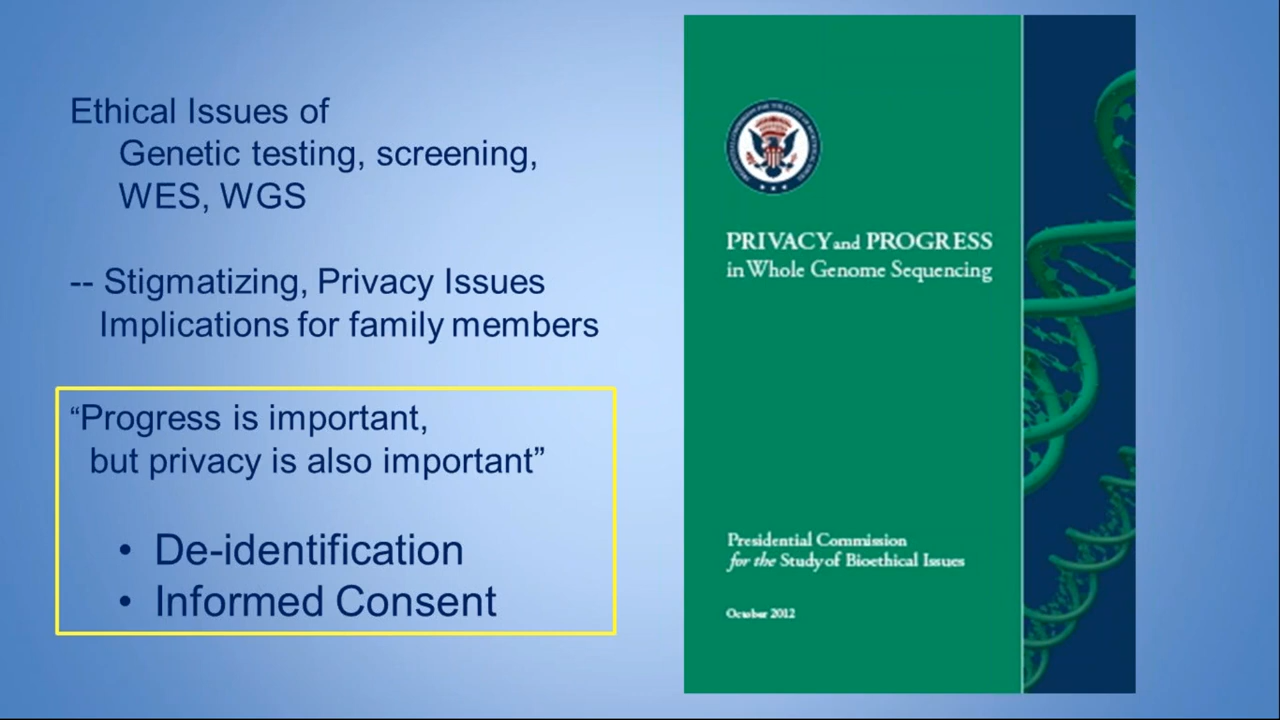 Ethical Issues of
Genetic testing, screening,
WES, WGS
-- Stigmatizing, Privacy Issues
Implications for family members
“Progress is important,
but privacy is also important”
• De-identification
• Informed Consent
PRIVACY and PROGRESS
in Whole Genome Sequencing
Presidential Commission
for the Study of Bioethical Issues
October 2012